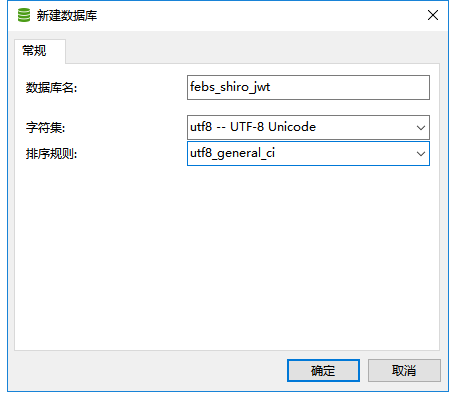 新建数据库
常规
数据库名: febs_shiro_jwt
字符集: utf8 -- UTF-8 Unicode
排序规则: utf8_general_ci
确定 取消